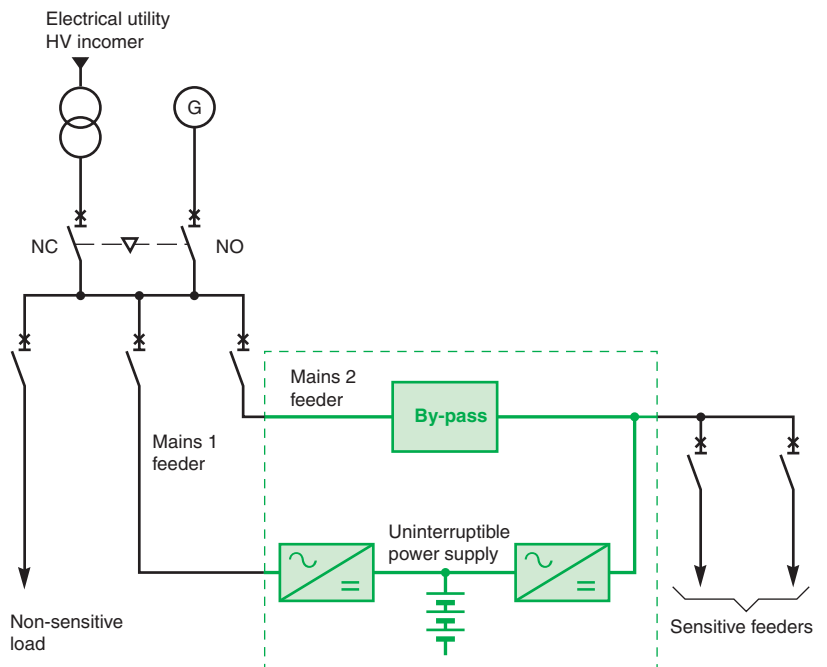 Electrical utility
HV incomer
G
NC
NO
Mains 2
feeder
By-pass
Mains 1
feeder
Uninterruptible
power supply
Non-sensitive
load
Sensitive feeders